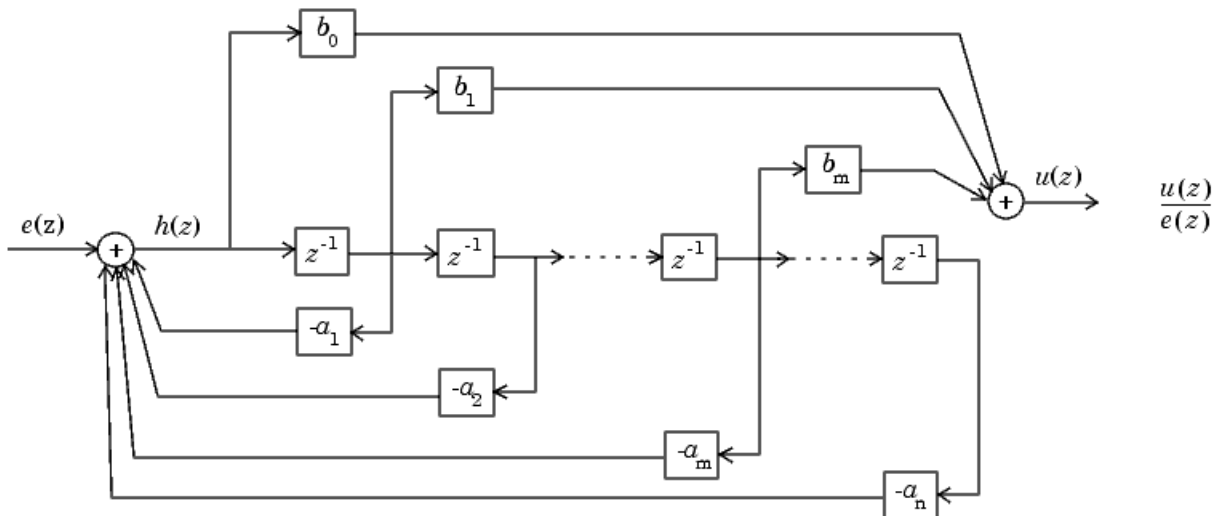 b₀
b₁
bₘ
u(z)
u(z)
e(z)
+
e(z)
h(z)
+
z⁻¹
z⁻¹
z⁻¹
z⁻¹
-a₁
-a₂
-aₘ
-aₙ